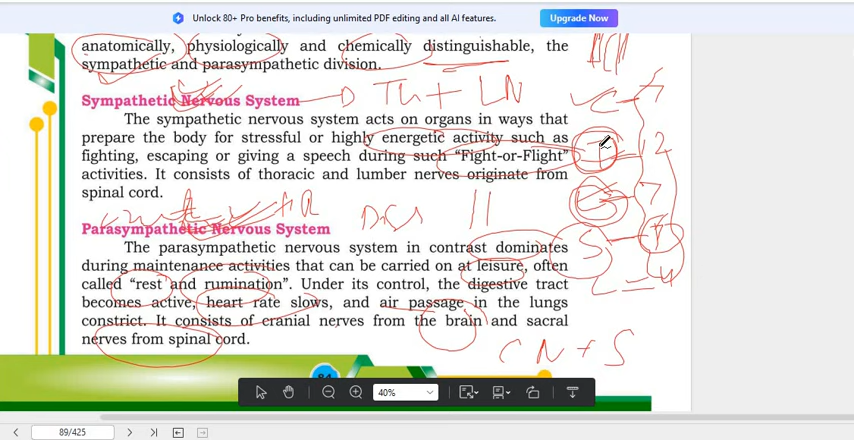 Unlock 80+ Pro benefits, including unlimited PDF editing and all AI features. Upgrade Now
anatomically, physiologically and chemically distinguishable, the
sympathetic and parasympathetic division.
Sympathetic Nervous System Th + LN
The sympathetic nervous system acts on organs in ways that
prepare the body for stressful or highly energetic activity such as
fighting, escaping or giving a speech during such “Fight-or-Flight”
activities. It consists of thoracic and lumber nerves originate from
spinal cord.
Parasympathetic Nervous System
The parasympathetic nervous system in contrast dominates
during maintenance activities that can be carried on at leisure, often
called “rest and rumination”. Under its control, the digestive tract
becomes active, heart rate slows, and air passage in the lungs
constrict. It consists of cranial nerves from the brain and sacral
nerves from spinal cord.
C - 7
T - 12
7
S
4
CN + S
84
40%
89/425